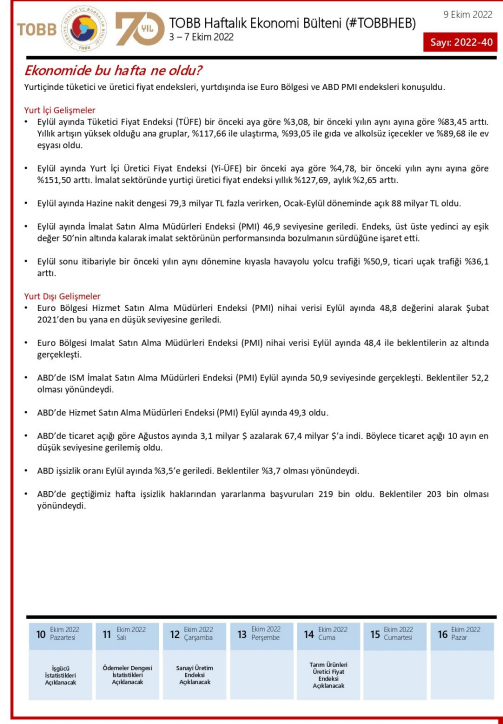 TOBB
70 YIL
TOBB Haftalık Ekonomi Bülteni (#TOBBHEB)
3 – 7 Ekim 2022
9 Ekim 2022
Sayı: 2022-40
Ekonomide bu hafta ne oldu?
Yurtiçinde tüketici ve üretici fiyat endeksleri, yurtdışında ise Euro Bölgesi ve ABD PMI endeksleri konuşuldu.
Yurt İçi Gelişmeler
• Eylül ayında Tüketici Fiyat Endeksi (TÜFE) bir önceki aya göre %3,08, bir önceki yılın aynı ayına göre %83,45 arttı.
Yıllık artışın yüksek olduğu ana gruplar, %117,66 ile ulaştırma, %93,05 ile gıda ve alkolsüz içecekler ve %89,68 ile ev
eşyası oldu.
• Eylül ayında Yurt İçi Üretici Fiyat Endeksi (Yi-ÜFE) bir önceki aya göre %4,78, bir önceki yılın aynı ayına göre
%151,50 arttı. İmalat sektöründe yurtiçi üretici fiyat endeksi yıllık %127,69, aylık %2,65 arttı.
• Eylül ayında Hazine nakit dengesi 79,3 milyar TL fazla verirken, Ocak-Eylül döneminde açık 88 milyar TL oldu.
• Eylül ayında İmalat Satın Alma Müdürleri Endeksi (PMI) 46,9 seviyesine geriledi. Endeks, üst üste yedinci ay eşik
değer 50’nin altında kalarak imalat sektörünün performansında bozulmanın sürdüğüne işaret etti.
• Eylül sonu itibariyle bir önceki yılın aynı dönemine kıyasla havayolu yolcu trafiği %50,9, ticari uçak trafiği %36,1
arttı.
Yurt Dışı Gelişmeler
• Euro Bölgesi Hizmet Satın Alma Müdürleri Endeksi (PMI) nihai verisi Eylül ayında 48,8 değerini alarak Şubat
2021’den bu yana en düşük seviyesine geriledi.
• Euro Bölgesi Imalat Satın Alma Müdürleri Endeksi (PMI) nihai verisi Eylül ayında 48,4 ile beklentilerin az altında
gerçekleşti.
• ABD’de ISM İmalat Satın Alma Müdürleri Endeksi (PMI) Eylül ayında 50,9 seviyesinde gerçekleşti. Beklentiler 52,2
olması yönündeydi.
• ABD’de Hizmet Satın Alma Müdürleri Endeksi (PMI) Eylül ayında 49,3 oldu.
• ABD’de ticaret açığı göre Ağustos ayında 3,1 milyar $ azalarak 67,4 milyar $’a indi. Böylece ticaret açığı 10 ayın en
düşük seviyesine gerilemiş oldu.
• ABD işsizlik oranı Eylül ayında %3,5’e geriledi. Beklentiler %3,7 olması yönündeydi.
• ABD’de geçtiğimiz hafta işsizlik haklarından yararlanma başvuruları 219 bin oldu. Beklentiler 203 bin olması
yönündeydi.
10 Ekim 2022 Pazartesi
11 Ekim 2022 Salı
12 Ekim 2022 Çarşamba
13 Ekim 2022 Perşembe
14 Ekim 2022 Cuma
15 Ekim 2022 Cumartesi
16 Ekim 2022 Pazar
İşgücü
İstatistikleri
Açıklanacak
Ödemeler Dengesi
İstatistikleri
Açıklanacak
Sanayi Üretim
Endeksi
Açıklanacak
Tarım Ürünleri
Üretici Fiyat
Endeksi
Açıklanacak